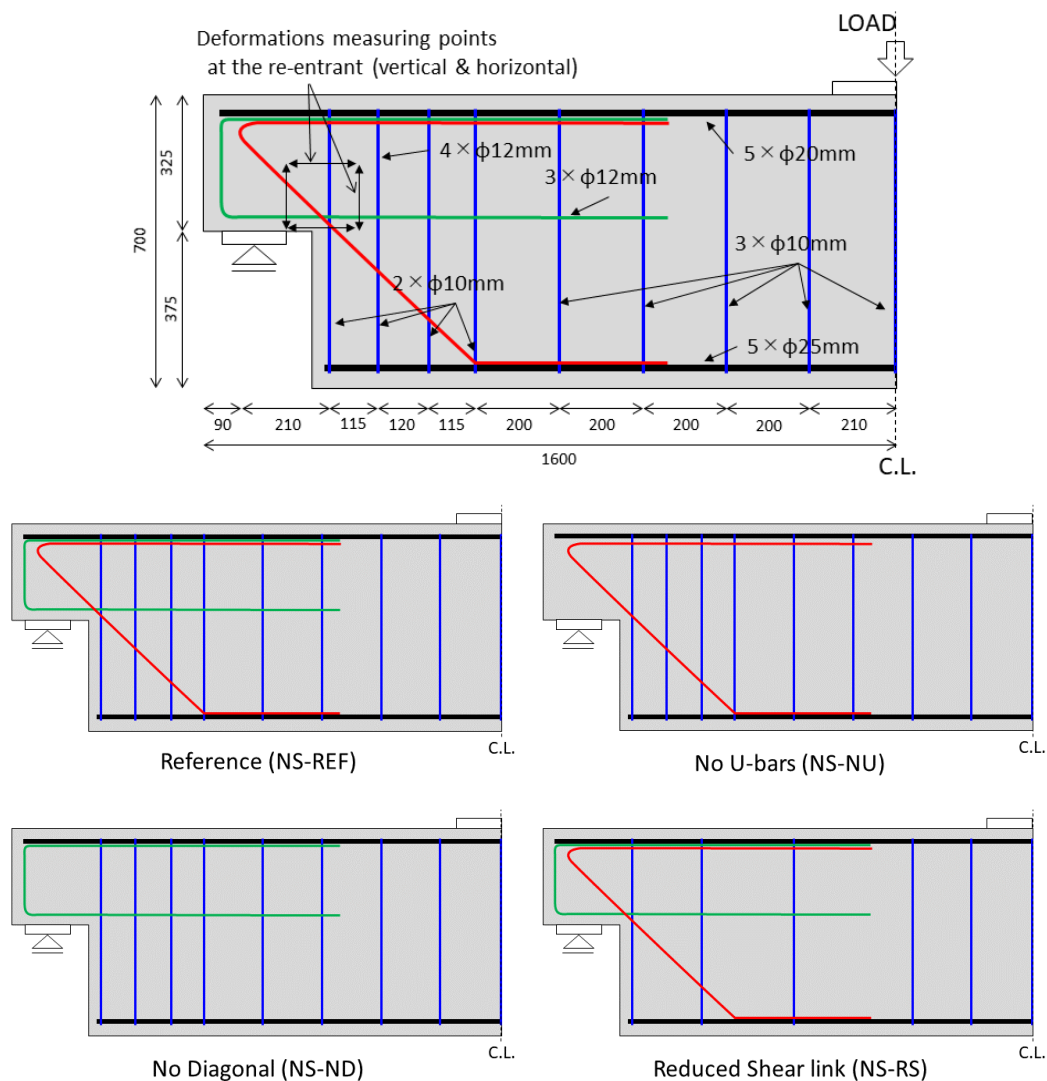 LOAD
Deformations measuring points
at the re-entrant (vertical & horizontal)
4×ϕ12mm
5×ϕ20mm
3×ϕ12mm
3×ϕ10mm
2×ϕ10mm
5×ϕ25mm
700
325
375
90 210 115 120 115 200 200 200 200 210
1600
C.L.
C.L.
Reference (NS-REF)
C.L.
No U-bars (NS-NU)
C.L.
No Diagonal (NS-ND)
C.L.
Reduced Shear link (NS-RS)